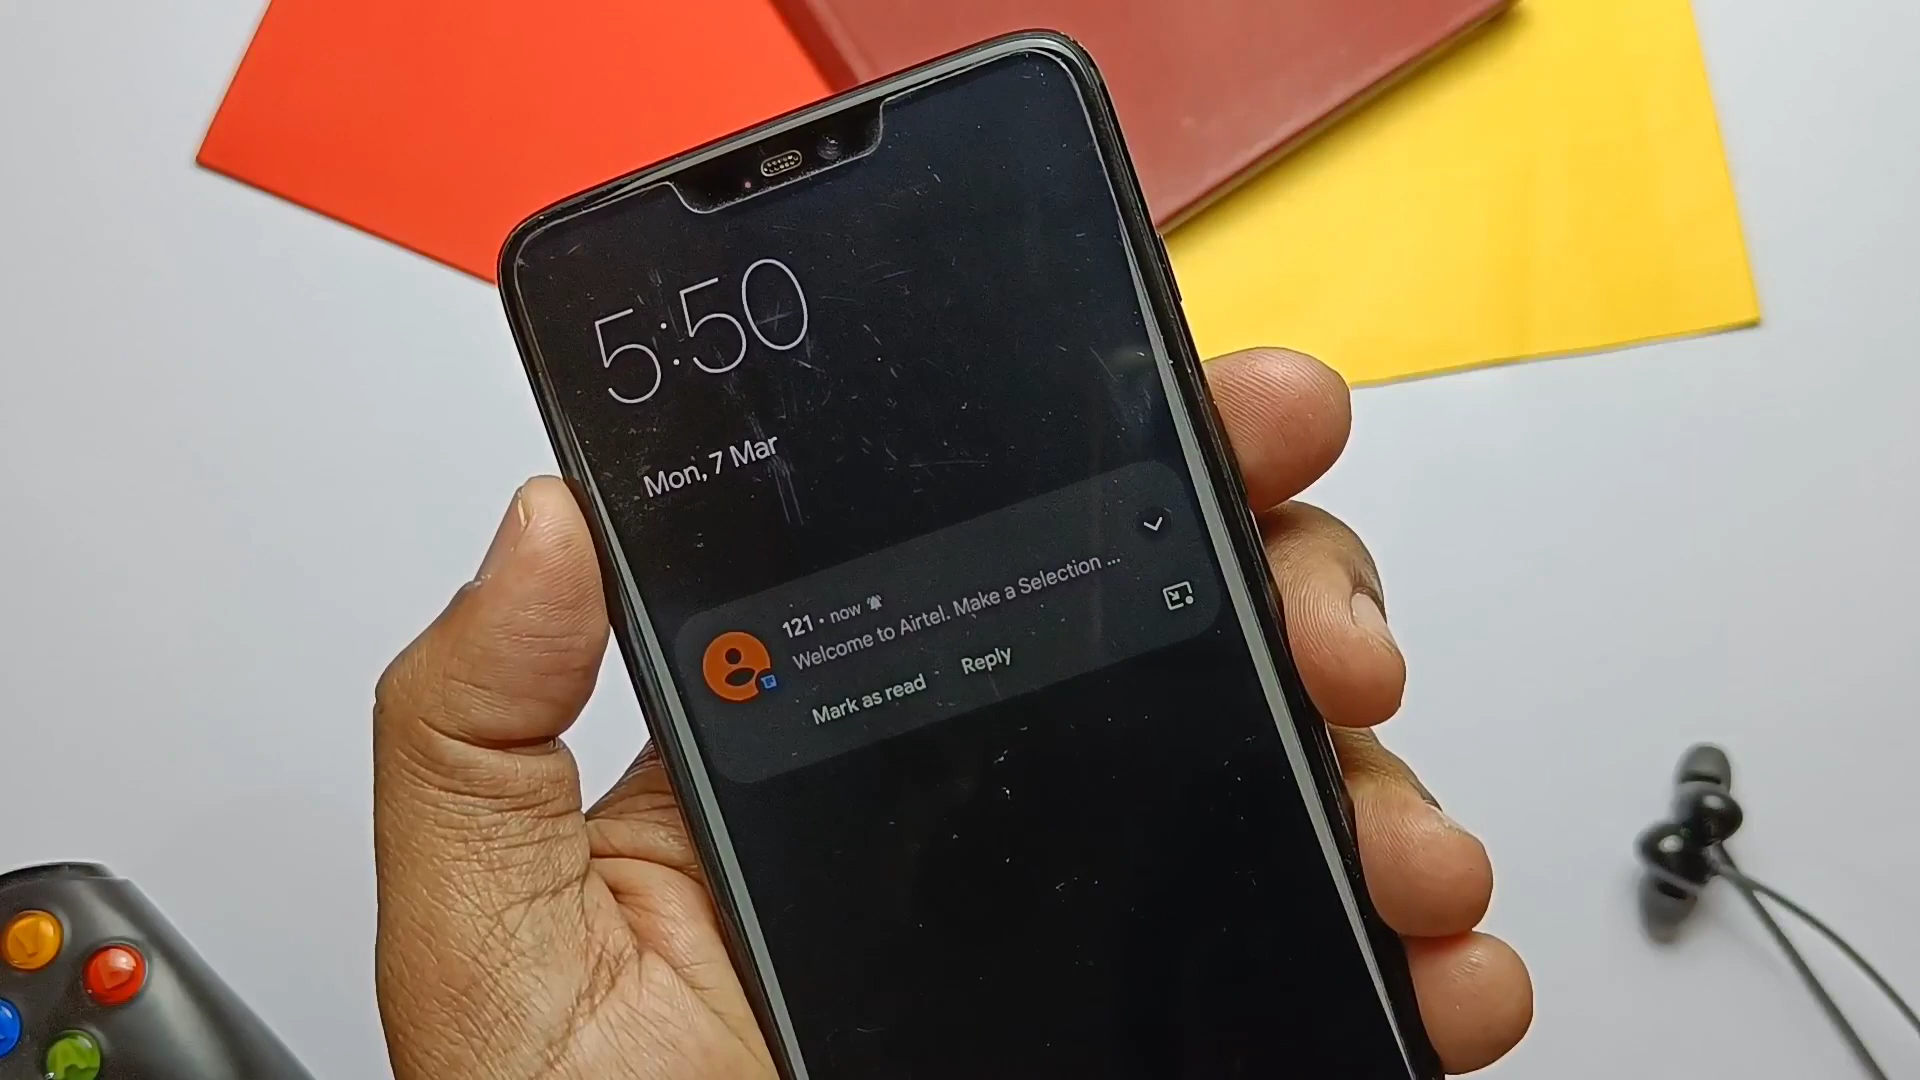 5:50
Mon, 7 Mar
121 • now
Welcome to Airtel. Make a Selection ...
Mark as read
Reply